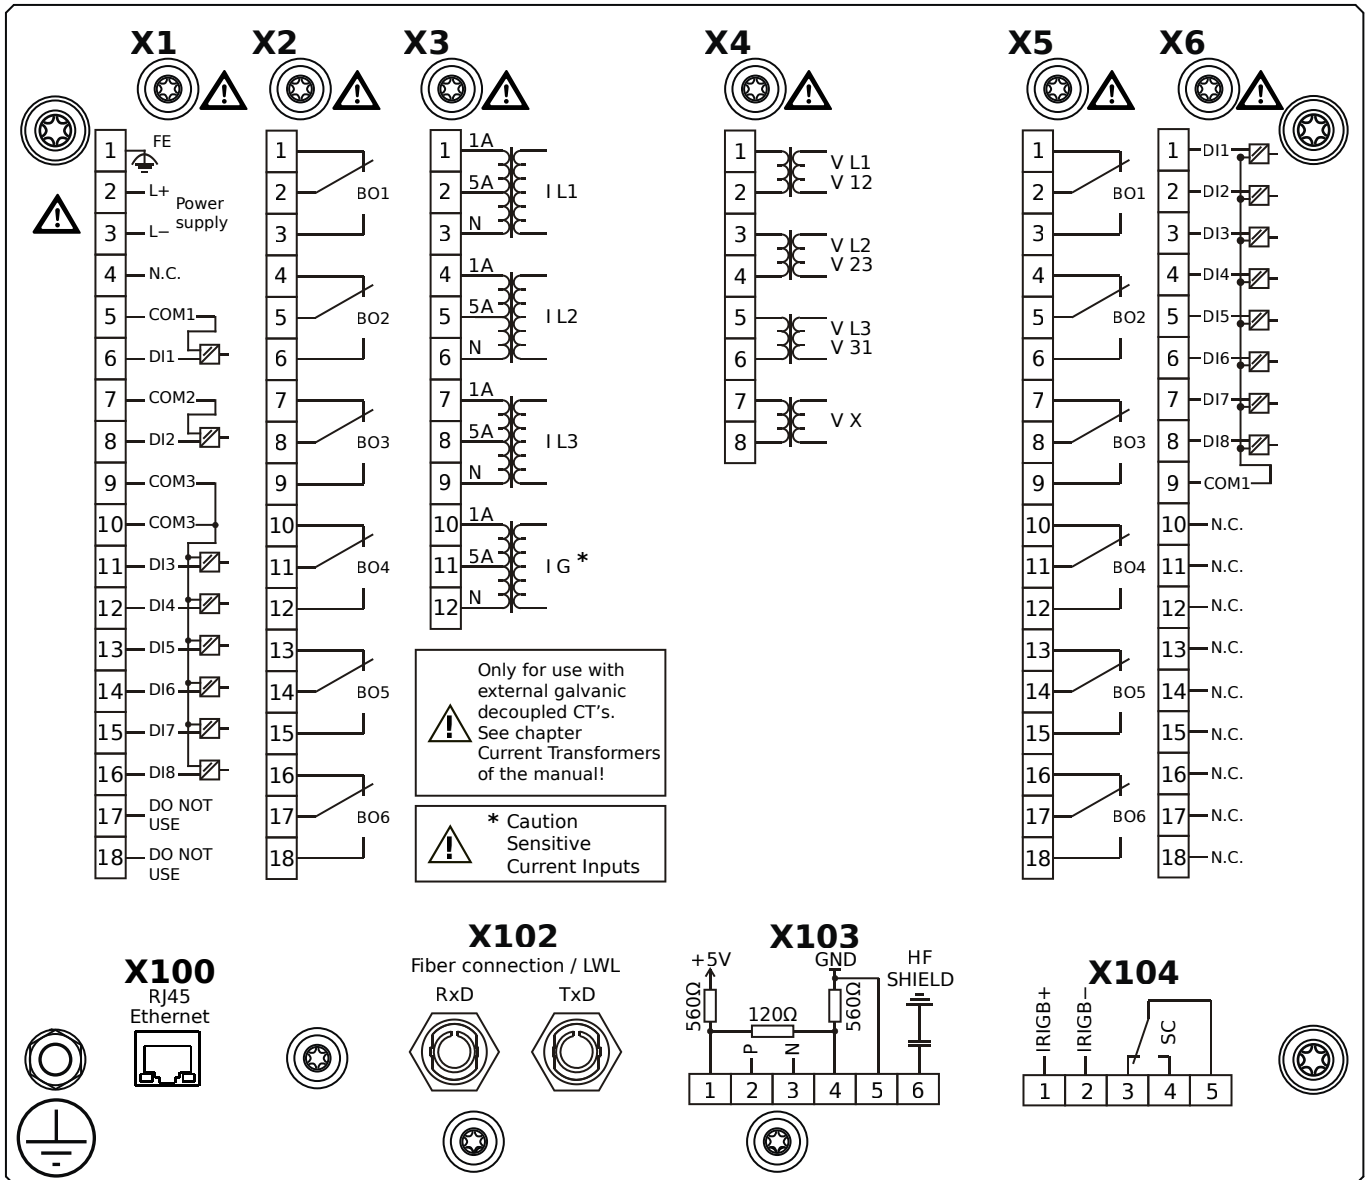 X1
X2
X3
X4
X5
X6
1 FE
2 L+
Power
supply
3 L−
4 N.C.
5 COM1
6 DI1
7 COM2
8 DI2
9 COM3
10 COM3
11 DI3
12 DI4
13 DI5
14 DI6
15 DI7
16 DI8
17 DO NOT
USE
18 DO NOT
USE
1
2 BO1
3
4
5 BO2
6
7
8 BO3
9
10
11 BO4
12
13
14 BO5
15
16
17 BO6
18
1 1A
2 5A I L1
3 N
4 1A
5 5A I L2
6 N
7 1A
8 5A I L3
9 N
10 1A
11 5A I G *
12 N
Only for use with
external galvanic
decoupled CT's.
See chapter
Current Transformers
of the manual!
* Caution
Sensitive
Current Inputs
1 V L1
2 V 12
3 V L2
4 V 23
5 V L3
6 V 31
7 V X
8
1
2 BO1
3
4
5 BO2
6
7
8 BO3
9
10
11 BO4
12
13
14 BO5
15
16
17 BO6
18
1 DI1
2 DI2
3 DI3
4 DI4
5 DI5
6 DI6
7 DI7
8 DI8
9 COM1
10 N.C.
11 N.C.
12 N.C.
13 N.C.
14 N.C.
15 N.C.
16 N.C.
17 N.C.
18 N.C.
X100
RJ45
Ethernet
X102
Fiber connection / LWL
RxD TxD
X103
+5V GND HF
SHIELD
560Ω 120Ω 560Ω
P N
1 2 3 4 5 6
X104
IRIGB+ IRIGB− SC
1 2 3 4 5